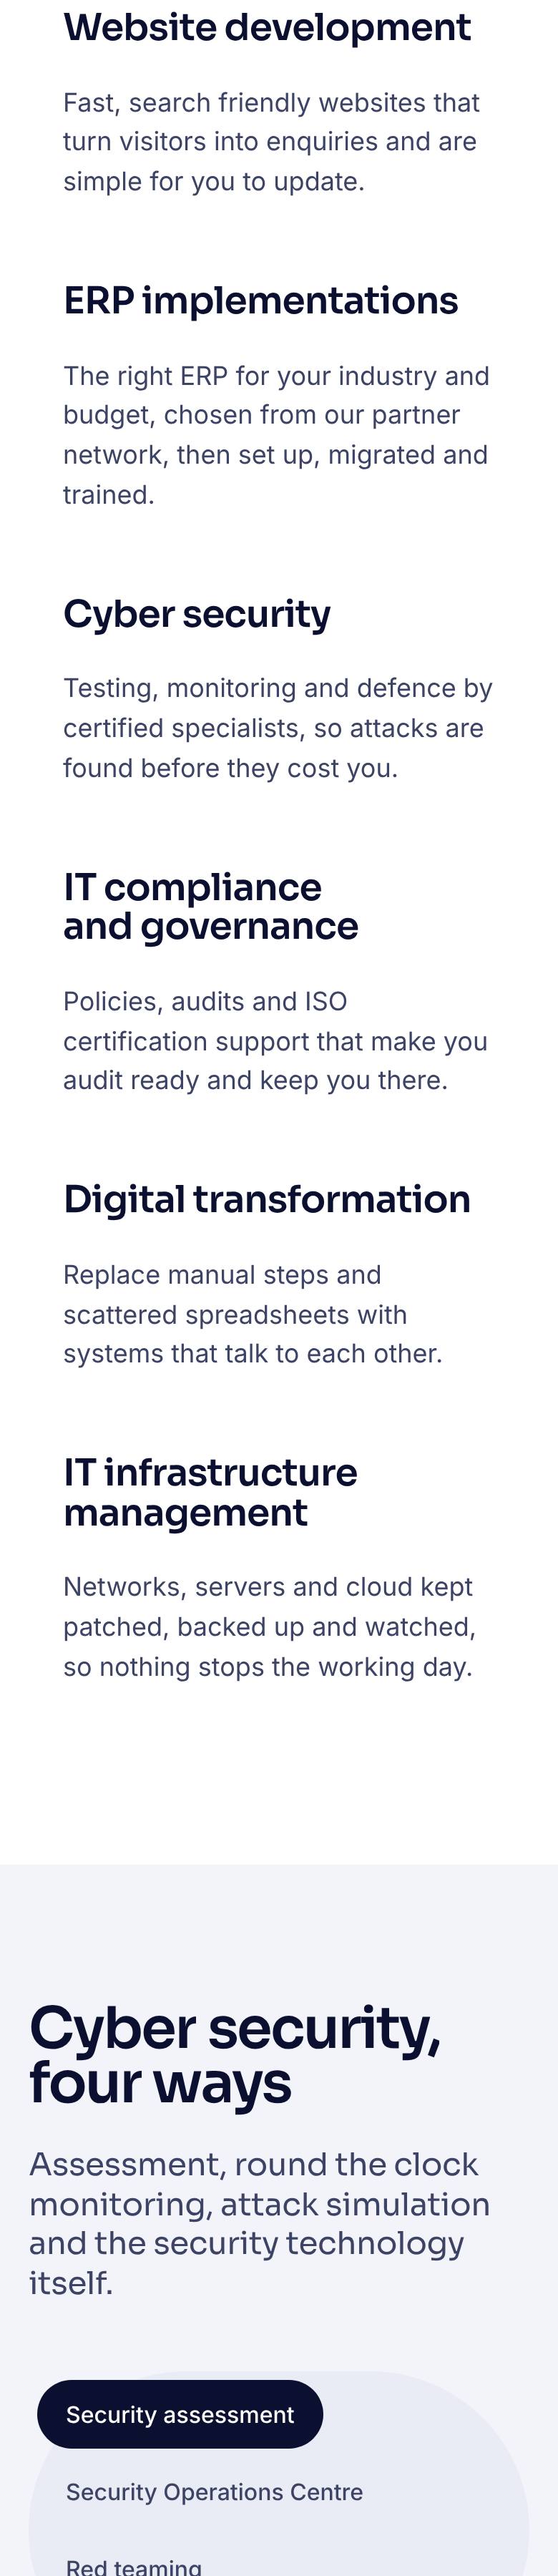 Website development
Fast, search friendly websites that
turn visitors into enquiries and are
simple for you to update.
ERP implementations
The right ERP for your industry and
budget, chosen from our partner
network, then set up, migrated and
trained.
Cyber security
Testing, monitoring and defence by
certified specialists, so attacks are
found before they cost you.
IT compliance
and governance
Policies, audits and ISO
certification support that make you
audit ready and keep you there.
Digital transformation
Replace manual steps and
scattered spreadsheets with
systems that talk to each other.
IT infrastructure
management
Networks, servers and cloud kept
patched, backed up and watched,
so nothing stops the working day.
Cyber security,
four ways
Assessment, round the clock
monitoring, attack simulation
and the security technology
itself.
Security assessment
Security Operations Centre
Red teaming